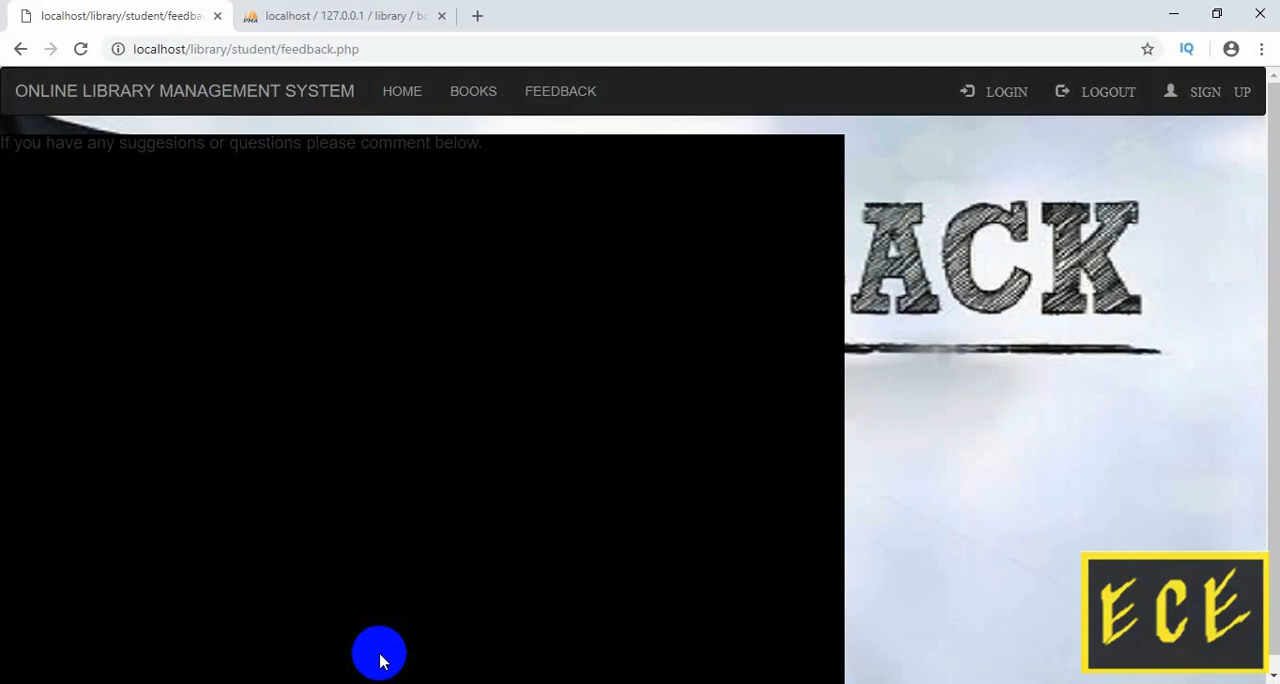 localhost/library/student/feedba
localhost / 127.0.0.1 / library / bo
localhost/library/student/feedback.php
IQ
ONLINE LIBRARY MANAGEMENT SYSTEM HOME BOOKS FEEDBACK LOGIN LOGOUT SIGN UP
If you have any suggesions or questions please comment below.
ACK
ECE